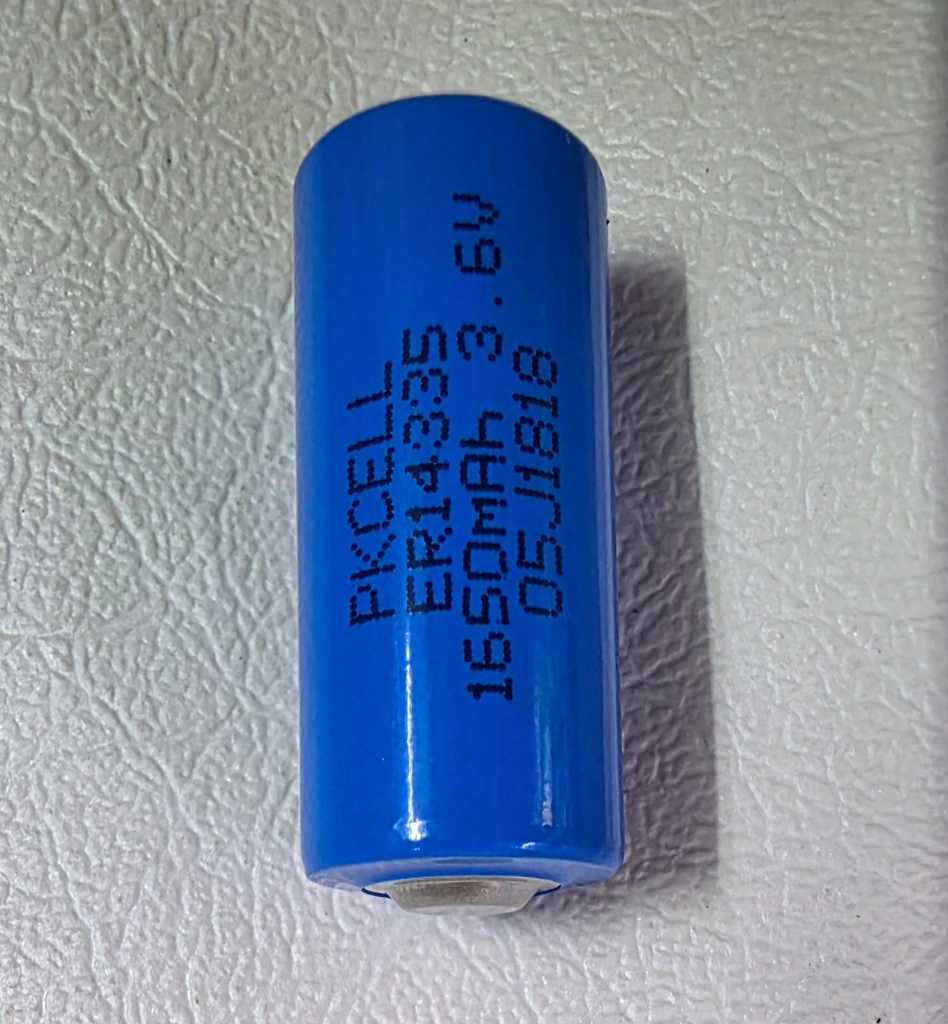 PKCELL
ER14335
1650mAh 3.6V
05J1818